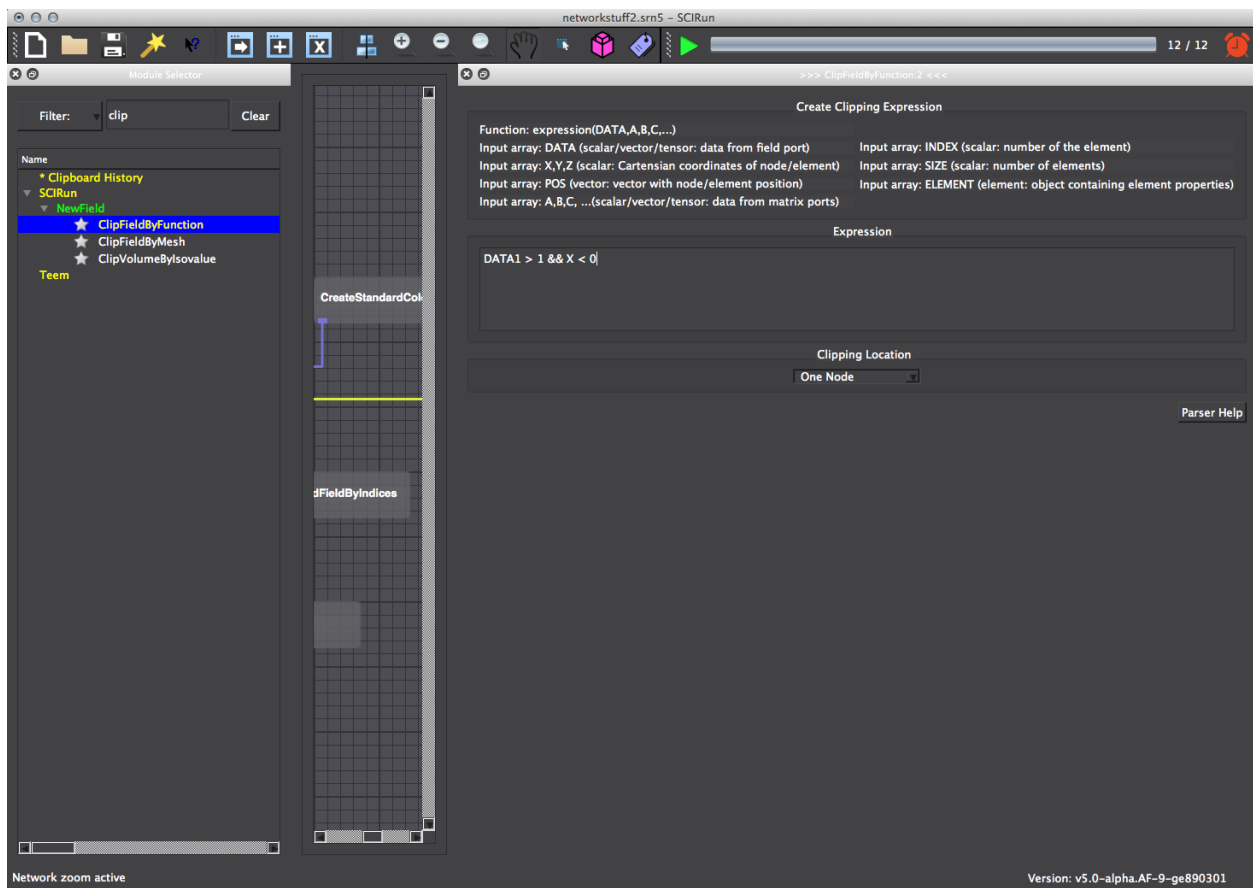 networkstuff2.srn5 – SCIRun
12 / 12
Module Selector
Filter:
clip
Clear
Name
* Clipboard History
SCIRun
NewField
ClipFieldByFunction
ClipFieldByMesh
ClipVolumeByIsovalue
Teem
CreateStandardCol
dFieldByIndices
>>> ClipFieldByFunction:2 <<<
Create Clipping Expression
Function: expression(DATA,A,B,C,...)
Input array: DATA (scalar/vector/tensor: data from field port)
Input array: X,Y,Z (scalar: Cartensian coordinates of node/element)
Input array: POS (vector: vector with node/element position)
Input array: A,B,C, ...(scalar/vector/tensor: data from matrix ports)
Input array: INDEX (scalar: number of the element)
Input array: SIZE (scalar: number of elements)
Input array: ELEMENT (element: object containing element properties)
Expression
DATA1 > 1 && X < 0
Clipping Location
One Node
Parser Help
Network zoom active
Version: v5.0-alpha.AF-9-ge890301